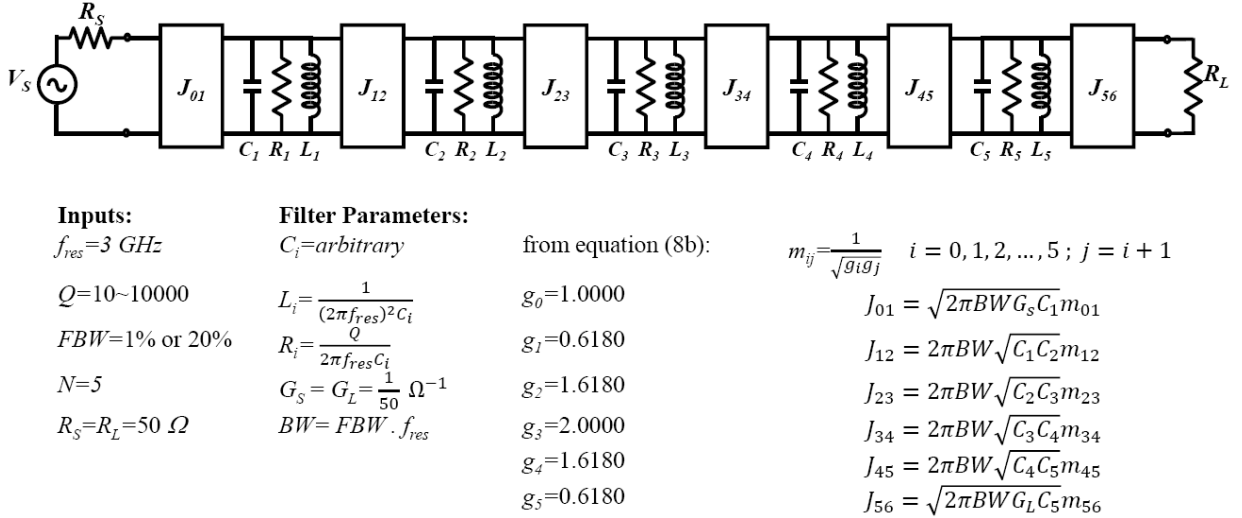 R_S
V_S J_01 J_12 J_23 J_34 J_45 J_56 R_L
C_1 R_1 L_1 C_2 R_2 L_2 C_3 R_3 L_3 C_4 R_4 L_4 C_5 R_5 L_5
Inputs:
f_res=3 GHz
Q=10~10000
FBW=1% or 20%
N=5
R_S=R_L=50 Ω
Filter Parameters:
C_i=arbitrary
L_i=1/((2πf_res)^2 C_i)
R_i=Q/(2πf_res C_i)
G_S = G_L=1/50 Ω^−1
BW= FBW . f_res
from equation (8b):
g_0=1.0000
g_1=0.6180
g_2=1.6180
g_3=2.0000
g_4=1.6180
g_5=0.6180
m_ij=1/√(g_i g_j) i = 0, 1, 2, …, 5 ; j = i + 1
J_01 = √(2πBWG_s C_1) m_01
J_12 = 2πBW√(C_1 C_2) m_12
J_23 = 2πBW√(C_2 C_3) m_23
J_34 = 2πBW√(C_3 C_4) m_34
J_45 = 2πBW√(C_4 C_5) m_45
J_56 = √(2πBWG_L C_5) m_56